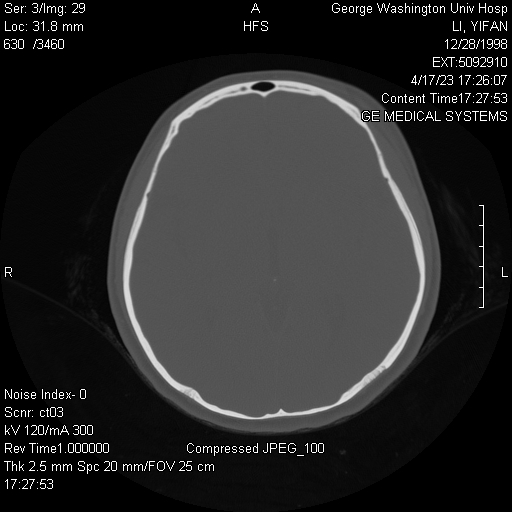 Ser: 3/Img: 29
Loc: 31.8 mm
630 /3460
A
HFS
George Washington Univ Hosp
LI, YIFAN
12/28/1998
EXT:5092910
4/17/23 17:26:07
Content Time17:27:53
GE MEDICAL SYSTEMS
R
L
Noise Index- 0
Scnr: ct03
kV 120/mA 300
Rev Time1.000000
Compressed JPEG_100
Thk 2.5 mm Spc 20 mm/FOV 25 cm
17:27:53